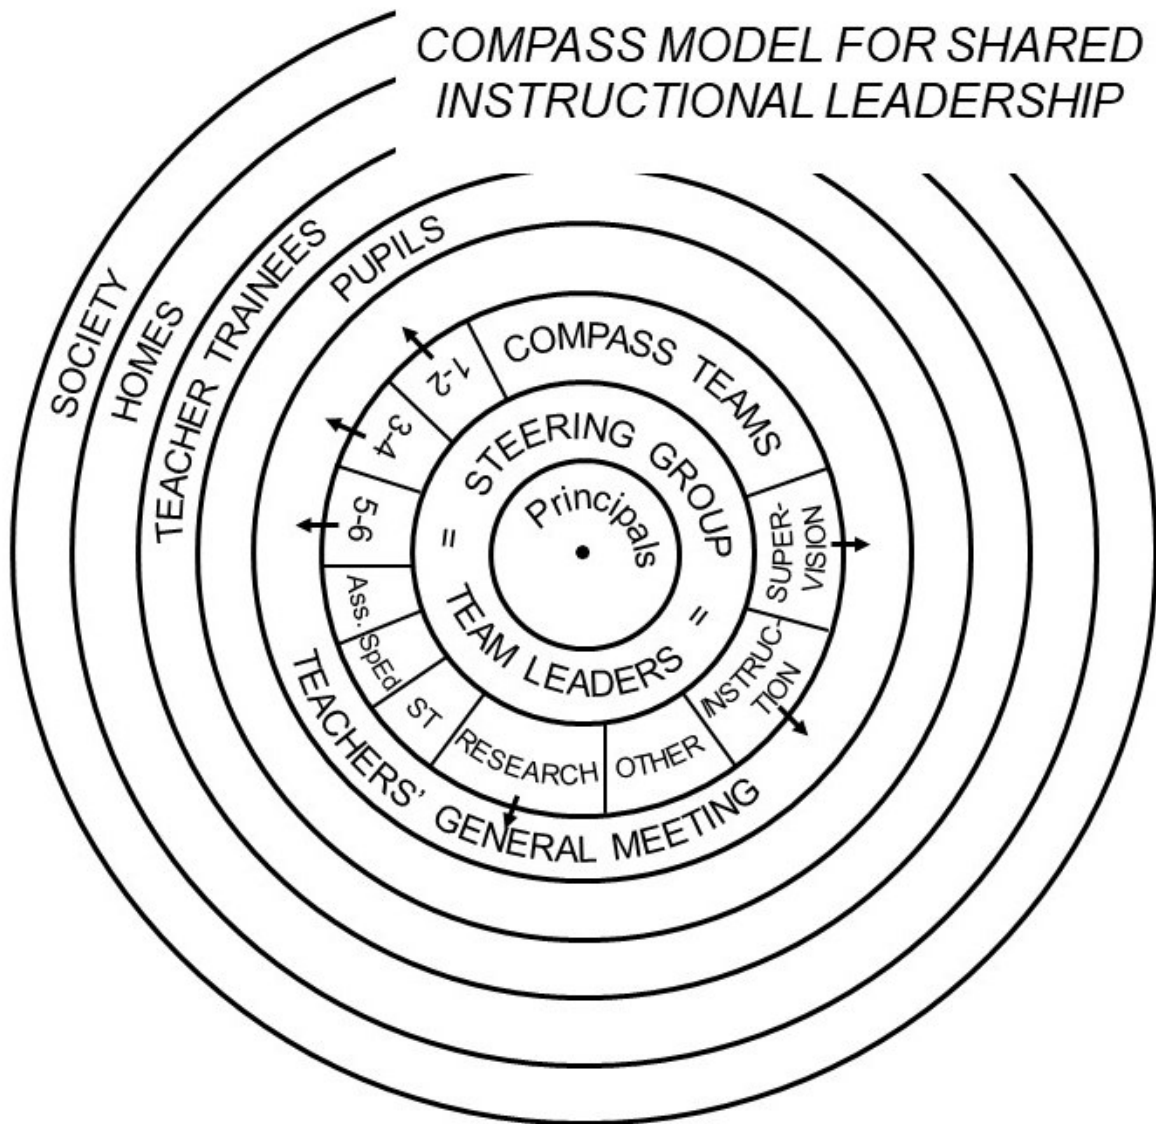 COMPASS MODEL FOR SHARED
INSTRUCTIONAL LEADERSHIP
SOCIETY
HOMES
TEACHER TRAINEES
PUPILS
TEACHERS' GENERAL MEETING
COMPASS TEAMS
SUPER-
VISION
INSTRUC-
TION
OTHER
RESEARCH
ST
SpEd
Ass.
5-6
3-4
1-2
= STEERING GROUP =
TEAM LEADERS
Principals